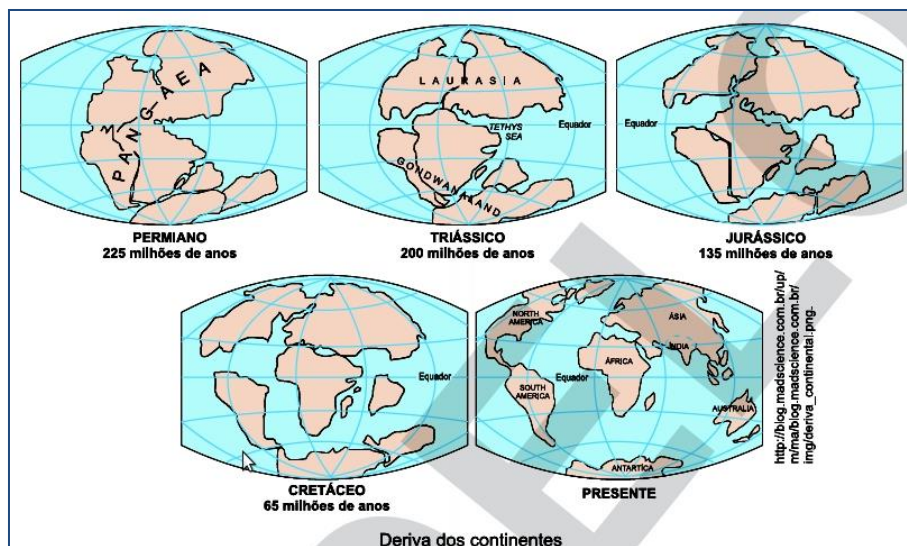 PANGAEA
PERMIANO
225 milhões de anos
LAURASIA
TETHYS
SEA
Equador
GONDWANALAND
TRIÁSSICO
200 milhões de anos
Equador
JURÁSSICO
135 milhões de anos
Equador
CRETÁCEO
65 milhões de anos
NORTH
AMERICA
ÁSIA
ÍNDIA
ÁFRICA
Equador
SOUTH
AMERICA
AUSTRALIA
ANTARTÍCA
PRESENTE
http://blog.madscience.com.br/up/
m/ma/blog.madscience.com.br/
img/deriva_continental.png.
Deriva dos continentes